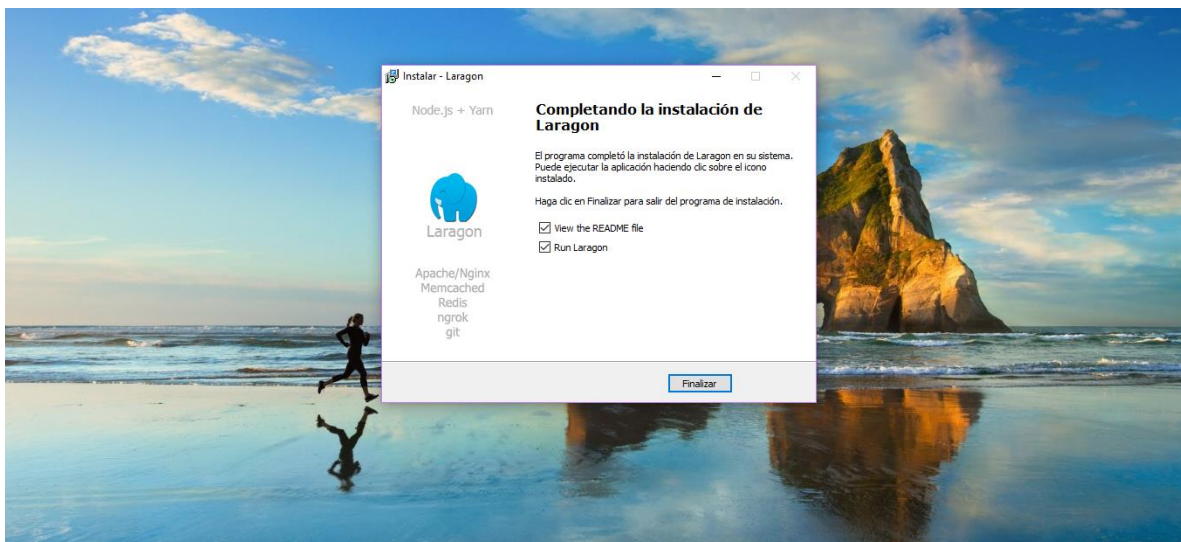 Instalar - Laragon
Node.js + Yarn
Laragon
Apache/Nginx
Memcached
Redis
ngrok
git
Completando la instalación de
Laragon
El programa completó la instalación de Laragon en su sistema.
Puede ejecutar la aplicación haciendo clic sobre el icono
instalado.
Haga clic en Finalizar para salir del programa de instalación.
View the README file
Run Laragon
Finalizar